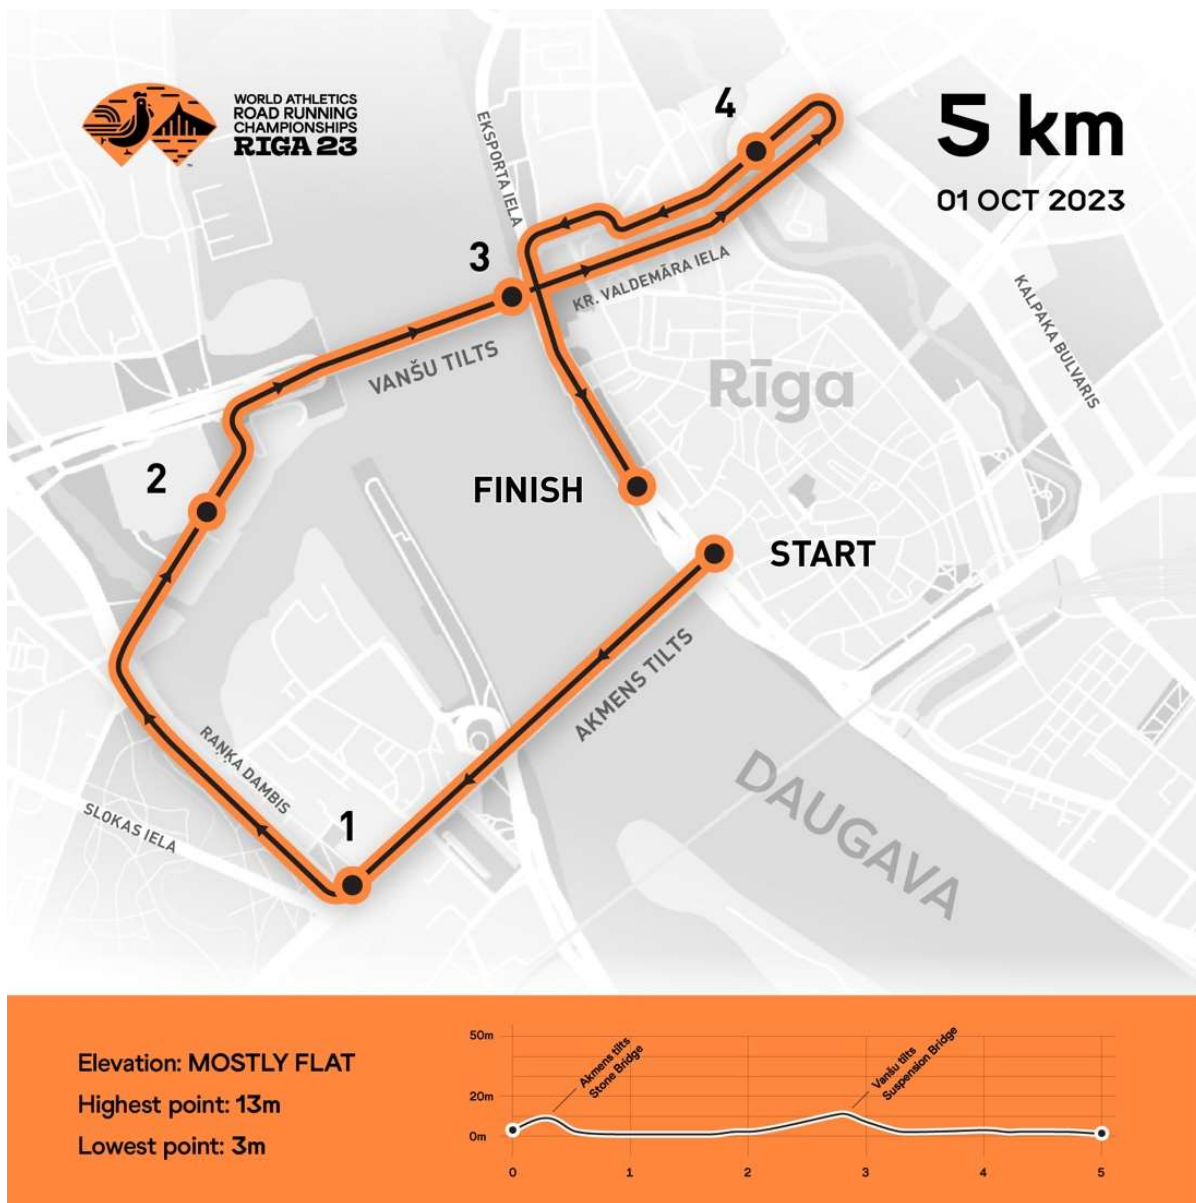 WORLD ATHLETICS
ROAD RUNNING
CHAMPIONSHIPS
RIGA 23
™
5 km
01 OCT 2023
4
EKSPORTA IELA
3
KR. VALDEMĀRA IELA
KALPAKA BULVARIS
VANŠU TILTS
Rīga
2
FINISH
START
AKMENS TILTS
RAŅĶA DAMBIS
DAUGAVA
SLOKAS IELA
1
Elevation: MOSTLY FLAT
Highest point: 13m
Lowest point: 3m
50m
20m
0m
Akmens tilts
Stone Bridge
Vanšu tilts
Suspension Bridge
0 1 2 3 4 5